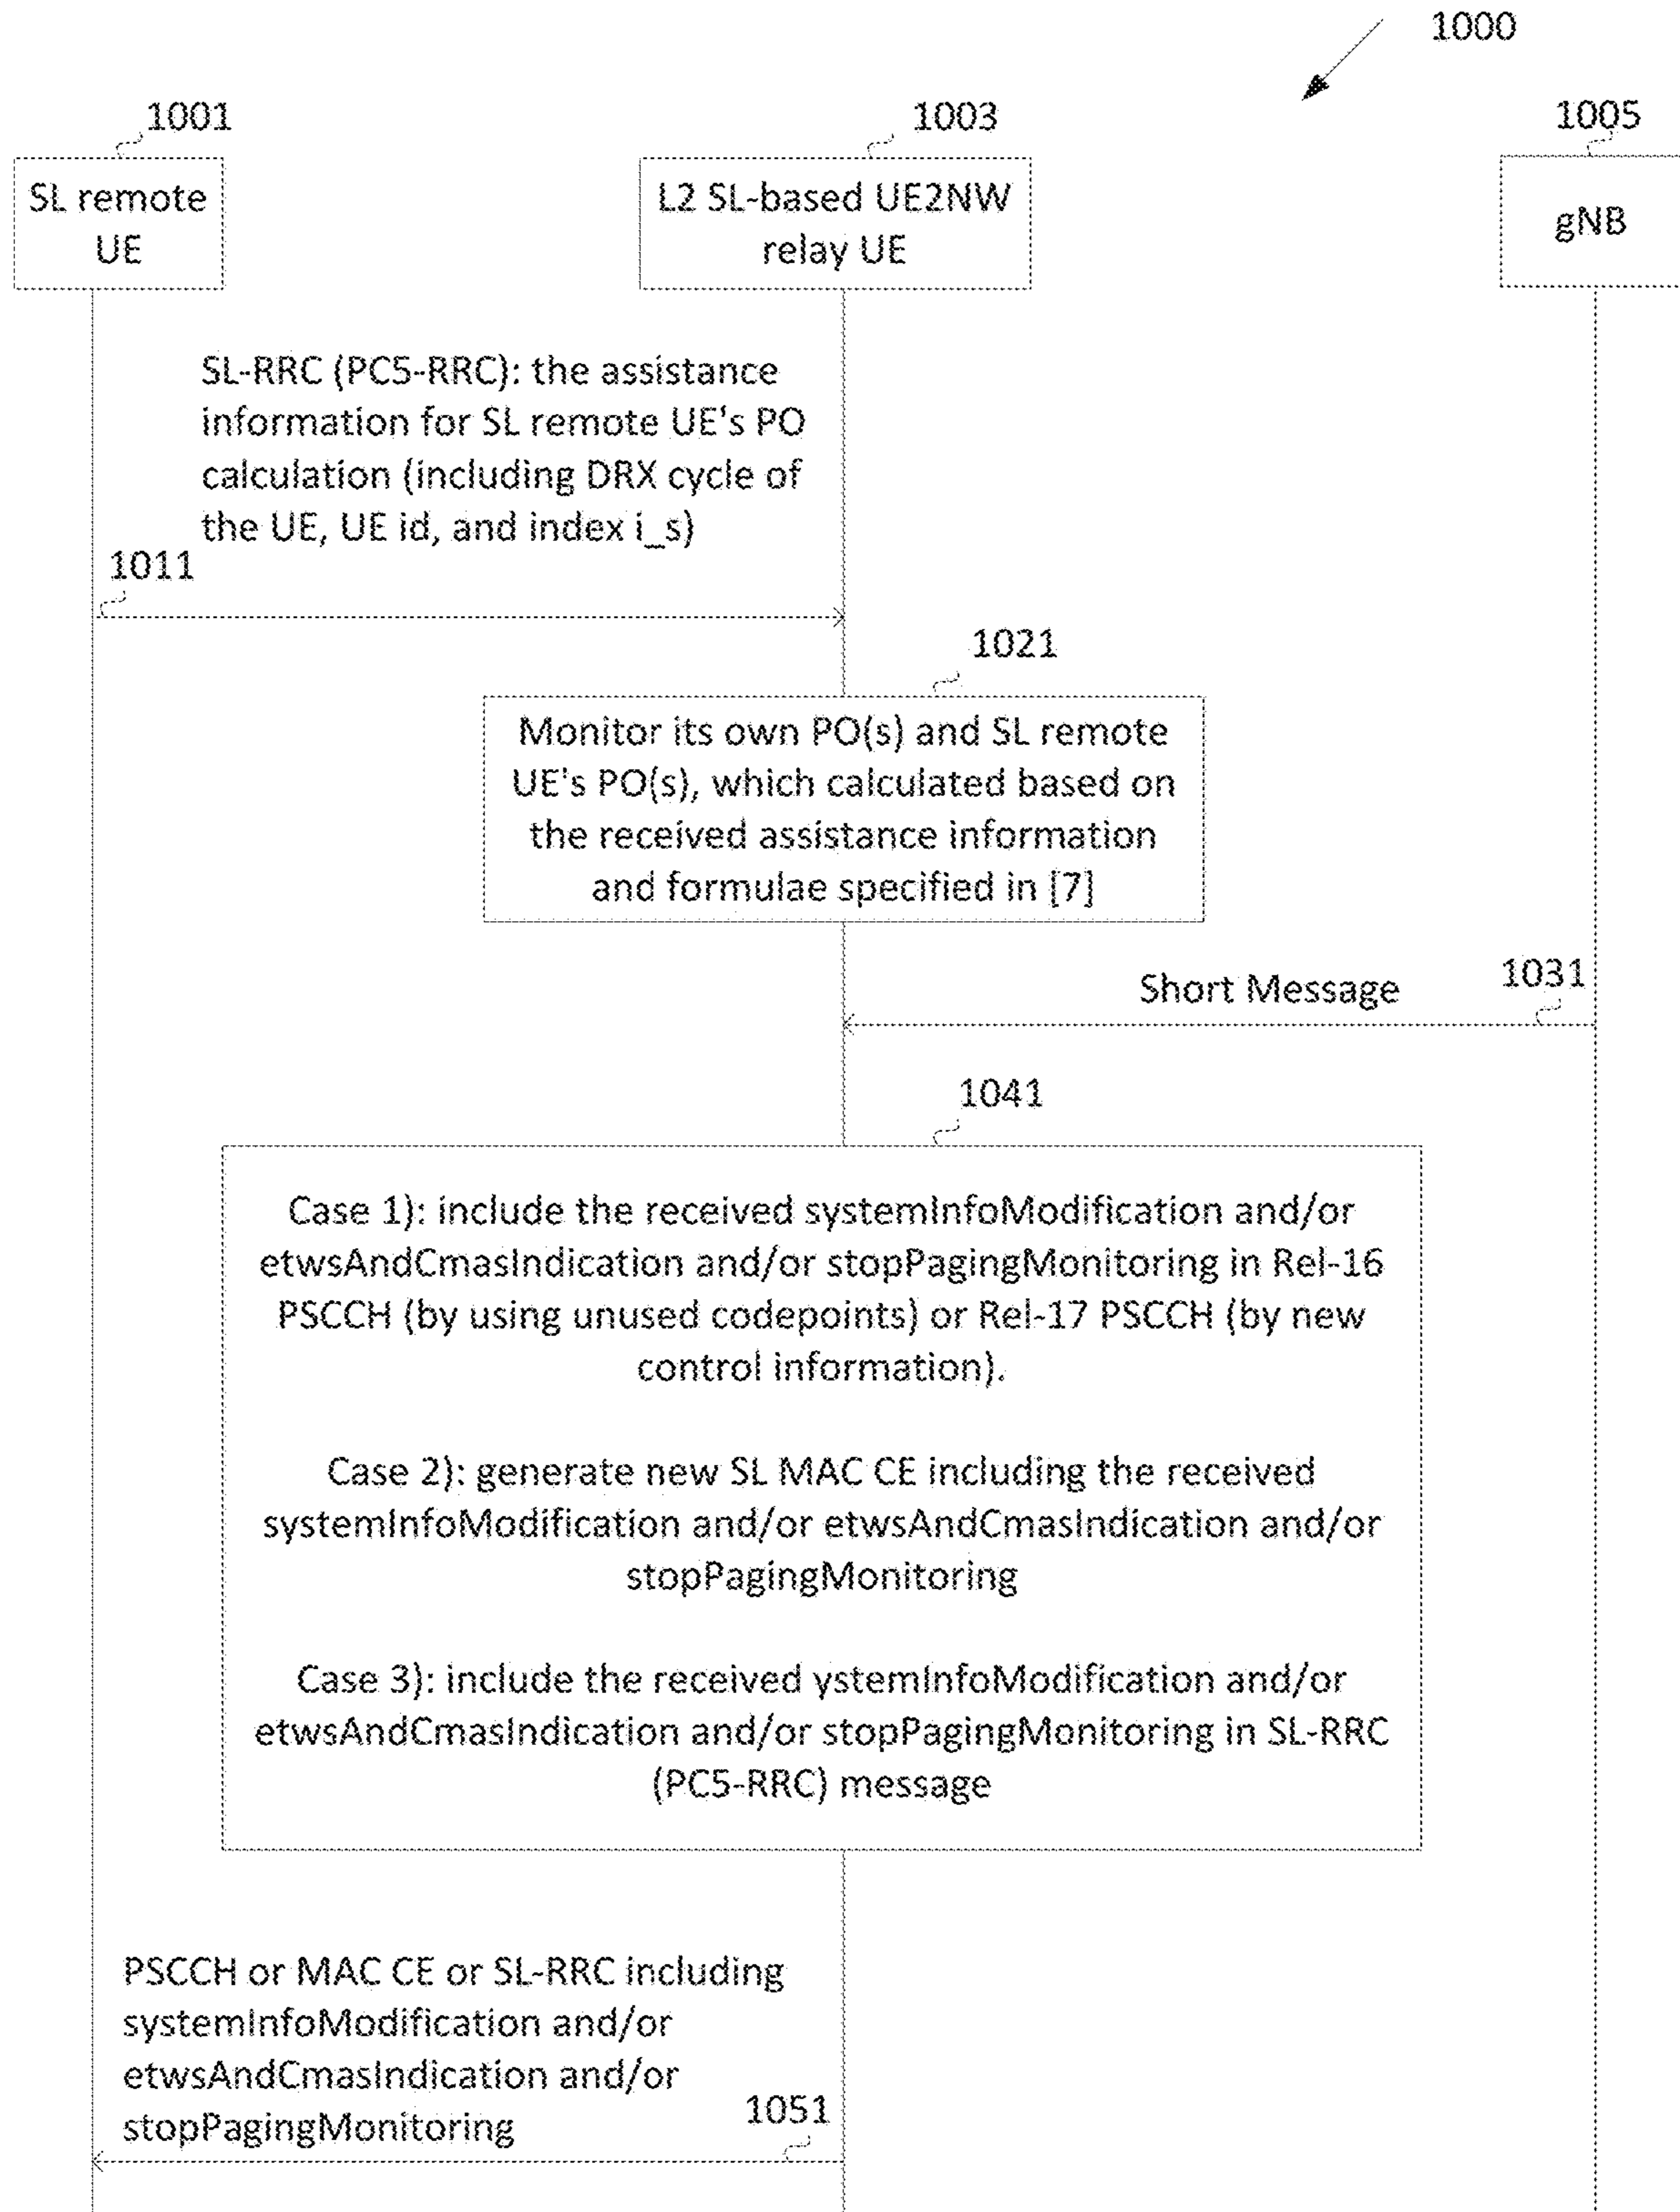 1000
1001
1003
1005
SL remote
UE
L2 SL-based UE2NW
relay UE
gNB
SL-RRC (PC5-RRC): the assistance
information for SL remote UE's PO
calculation (including DRX cycle of
the UE, UE id, and index i_s)
1011
1021
Monitor its own PO(s) and SL remote
UE's PO(s), which calculated based on
the received assistance information
and formulae specified in [7]
Short Message
1031
1041
Case 1): include the received systemInfoModification and/or
etwsAndCmasIndication and/or stopPagingMonitoring in Rel-16
PSCCH (by using unused codepoints) or Rel-17 PSCCH (by new
control information).
Case 2): generate new SL MAC CE including the received
systemInfoModification and/or etwsAndCmasIndication and/or
stopPagingMonitoring
Case 3): include the received ystemInfoModification and/or
etwsAndCmasIndication and/or stopPagingMonitoring in SL-RRC
(PC5-RRC) message
PSCCH or MAC CE or SL-RRC including
systemInfoModification and/or
etwsAndCmasIndication and/or
stopPagingMonitoring
1051